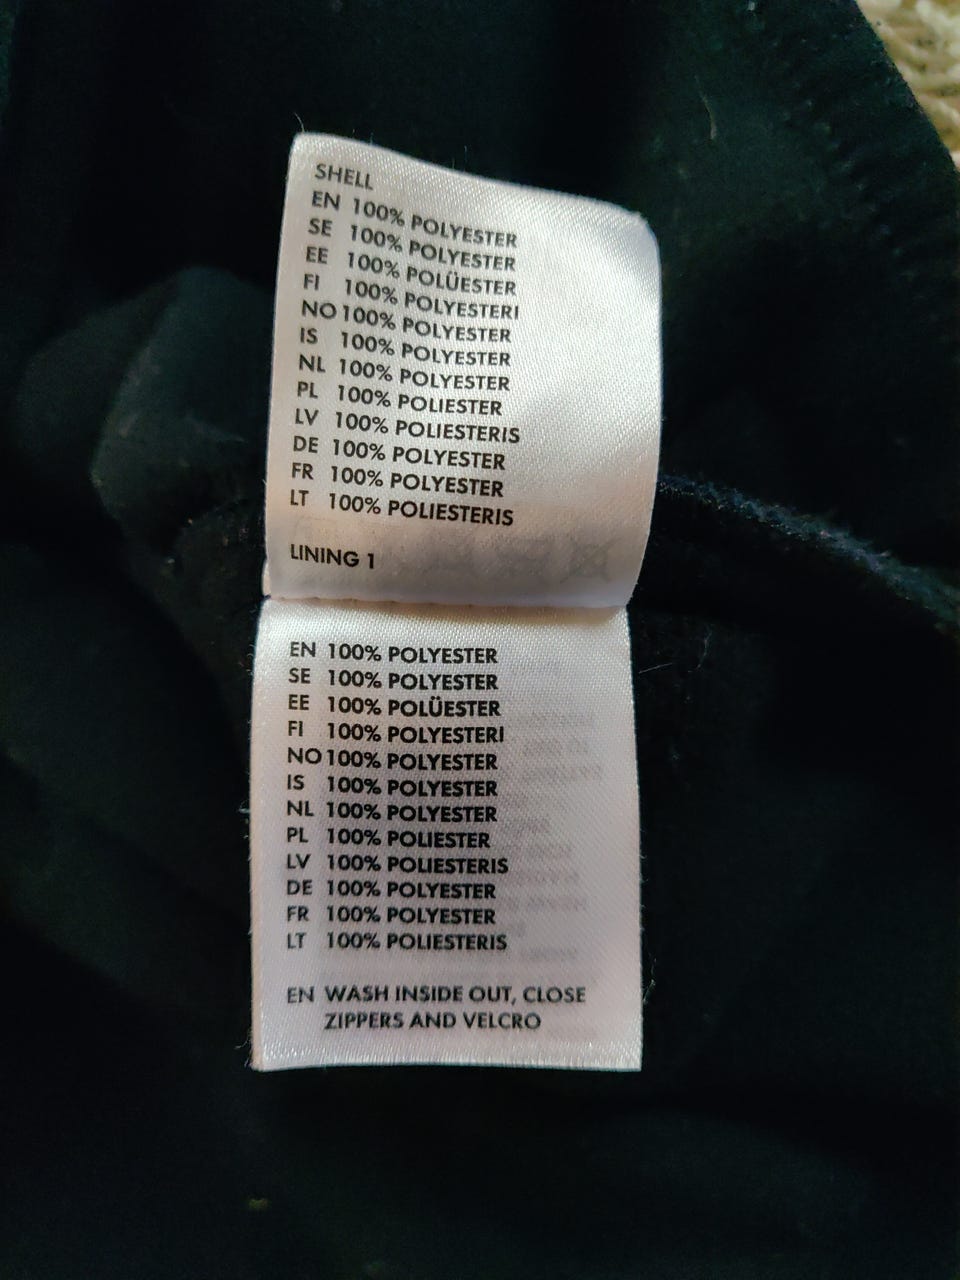 SHELL
EN 100% POLYESTER
SE 100% POLYESTER
EE 100% POLÜESTER
FI 100% POLYESTERI
NO 100% POLYESTER
IS 100% POLYESTER
NL 100% POLYESTER
PL 100% POLIESTER
LV 100% POLIESTERIS
DE 100% POLYESTER
FR 100% POLYESTER
LT 100% POLIESTERIS
LINING 1
EN 100% POLYESTER
SE 100% POLYESTER
EE 100% POLÜESTER
FI 100% POLYESTERI
NO 100% POLYESTER
IS 100% POLYESTER
NL 100% POLYESTER
PL 100% POLIESTER
LV 100% POLIESTERIS
DE 100% POLYESTER
FR 100% POLYESTER
LT 100% POLIESTERIS
EN WASH INSIDE OUT, CLOSE
ZIPPERS AND VELCRO